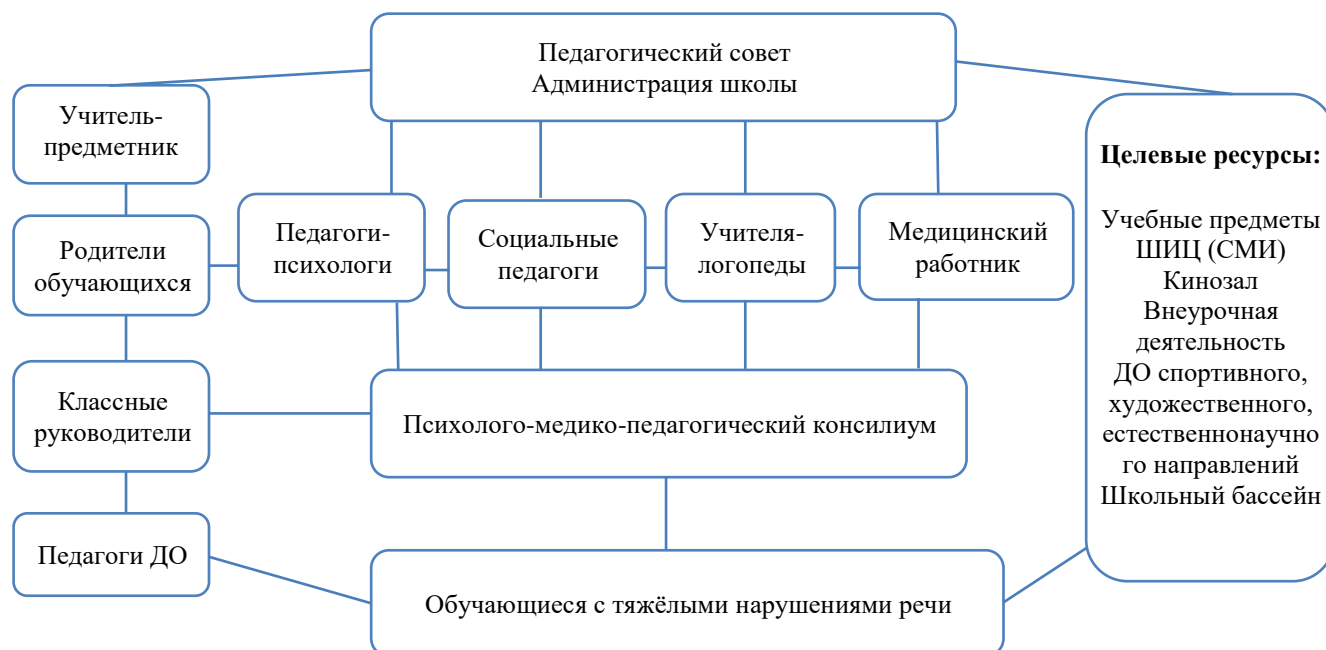 Педагогический совет
Администрация школы
Учитель-
предметник
Родители
обучающихся
Классные
руководители
Педагоги ДО
Педагоги-
психологи
Социальные
педагоги
Учителя-
логопеды
Медицинский
работник
Психолого-медико-педагогический консилиум
Обучающиеся с тяжёлыми нарушениями речи
Целевые ресурсы:
Учебные предметы
ШИЦ (СМИ)
Кинозал
Внеурочная
деятельность
ДО спортивного,
художественного,
естественнонаучно
го направлений
Школьный бассейн